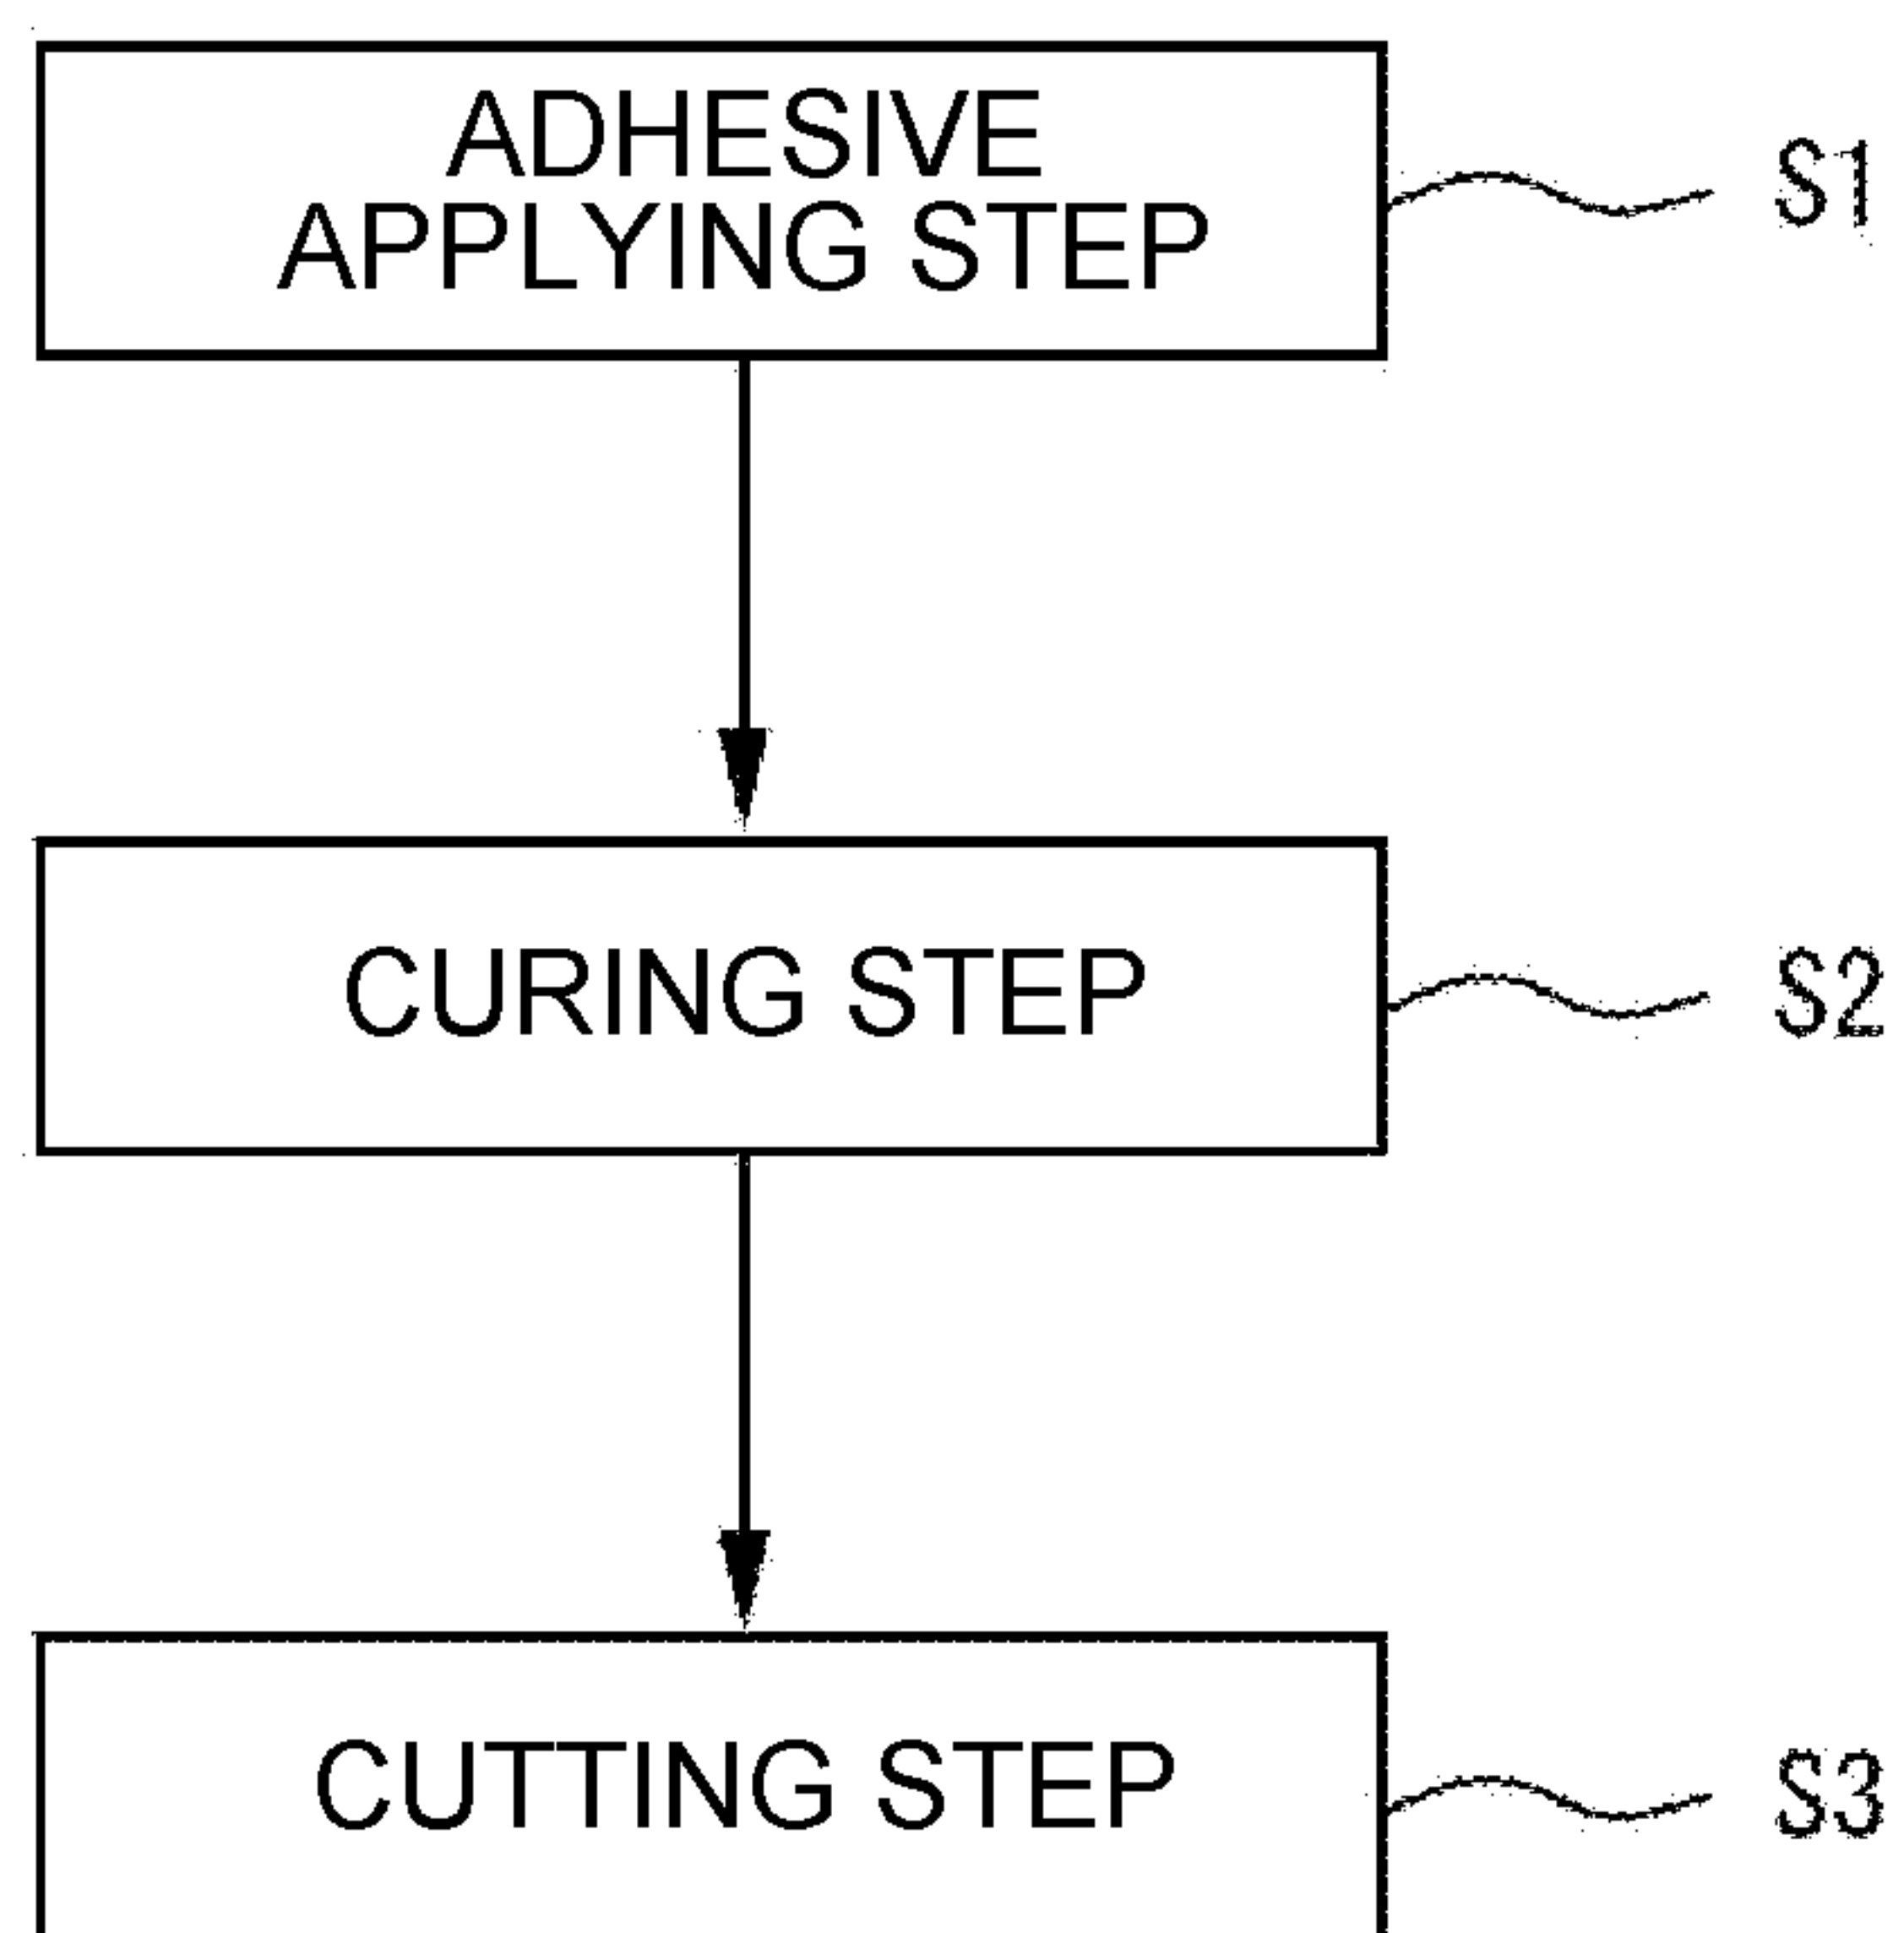 ADHESIVE
APPLYING STEP
S1
CURING STEP
S2
CUTTING STEP
S3